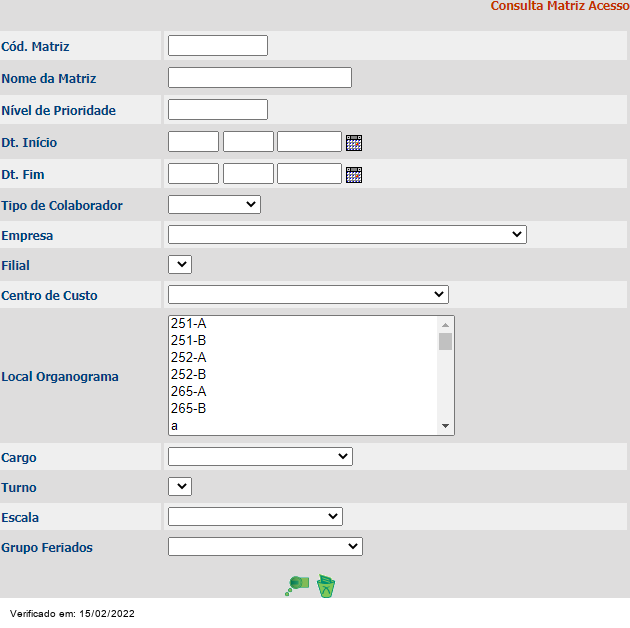 Consulta Matriz Acesso
Cód. Matriz
Nome da Matriz
Nível de Prioridade
Dt. Início
Dt. Fim
Tipo de Colaborador
Empresa
Filial
Centro de Custo
Local Organograma
251-A
251-B
252-A
252-B
265-A
265-B
a
Cargo
Turno
Escala
Grupo Feriados
Verificado em: 15/02/2022